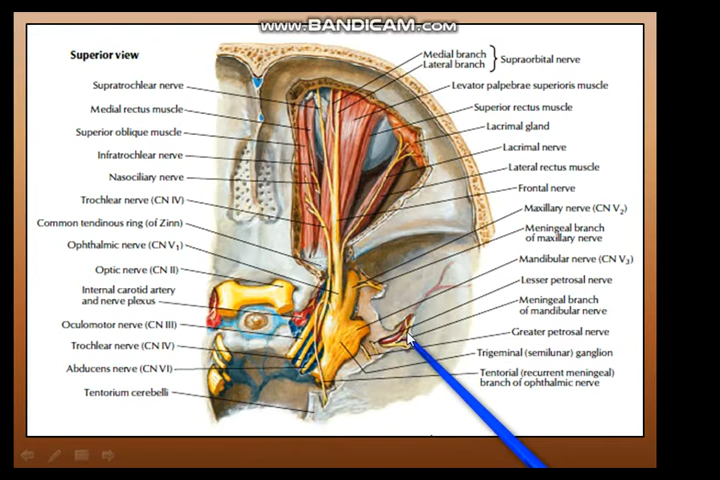 www.BANDICAM.com
Superior view
Supratrochlear nerve
Medial rectus muscle
Superior oblique muscle
Infratrochlear nerve
Nasociliary nerve
Trochlear nerve (CN IV)
Common tendinous ring (of Zinn)
Ophthalmic nerve (CN V1)
Optic nerve (CN II)
Internal carotid artery
and nerve plexus
Oculomotor nerve (CN III)
Trochlear nerve (CN IV)
Abducens nerve (CN VI)
Tentorium cerebelli
Medial branch
Lateral branch
Supraorbital nerve
Levator palpebrae superioris muscle
Superior rectus muscle
Lacrimal gland
Lacrimal nerve
Lateral rectus muscle
Frontal nerve
Maxillary nerve (CN V2)
Meningeal branch
of maxillary nerve
Mandibular nerve (CN V3)
Lesser petrosal nerve
Meningeal branch
of mandibular nerve
Greater petrosal nerve
Trigeminal (semilunar) ganglion
Tentorial (recurrent meningeal)
branch of ophthalmic nerve